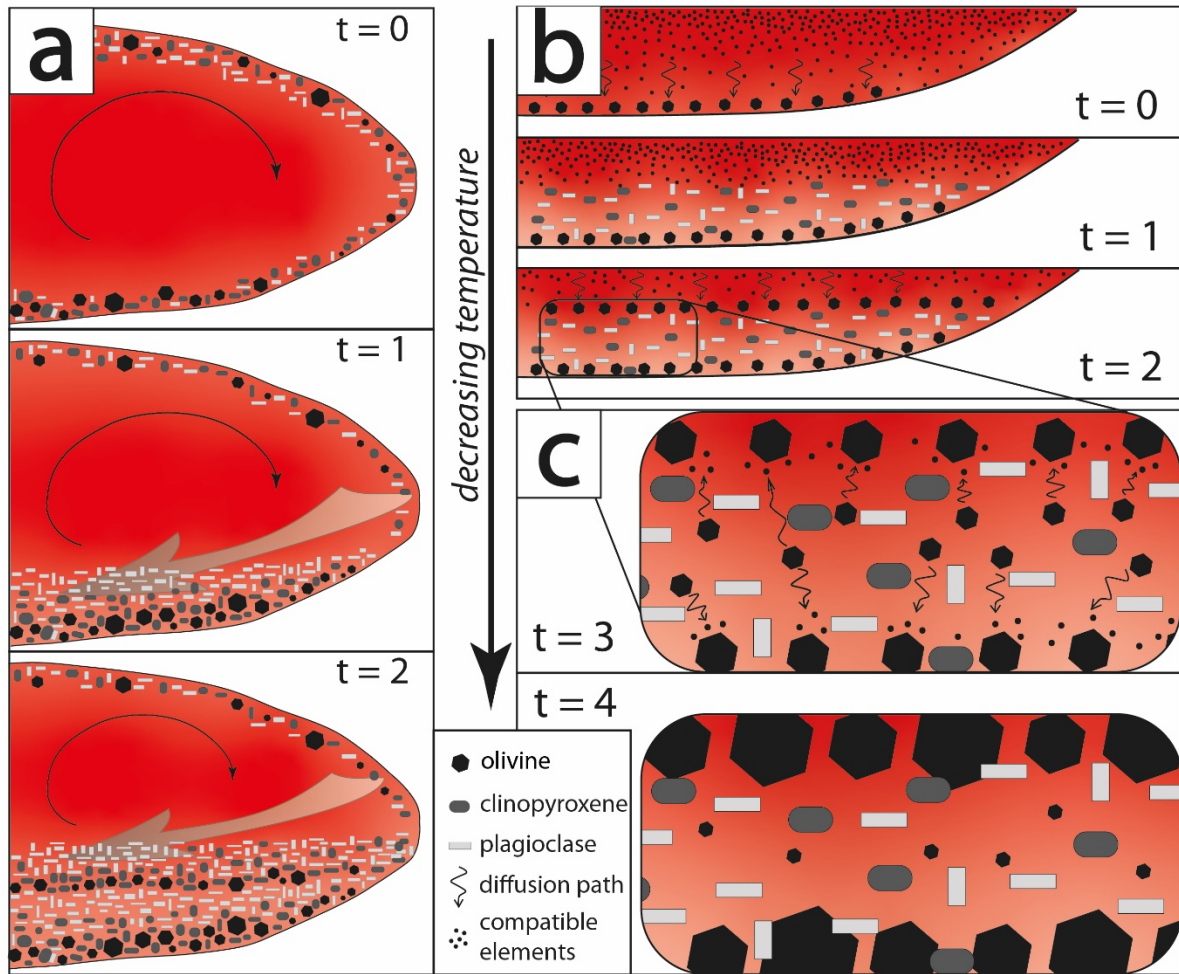 a
t = 0
t = 1
t = 2
decreasing temperature
b
t = 0
t = 1
t = 2
c
t = 3
t = 4
olivine
clinopyroxene
plagioclase
diffusion path
compatible
elements